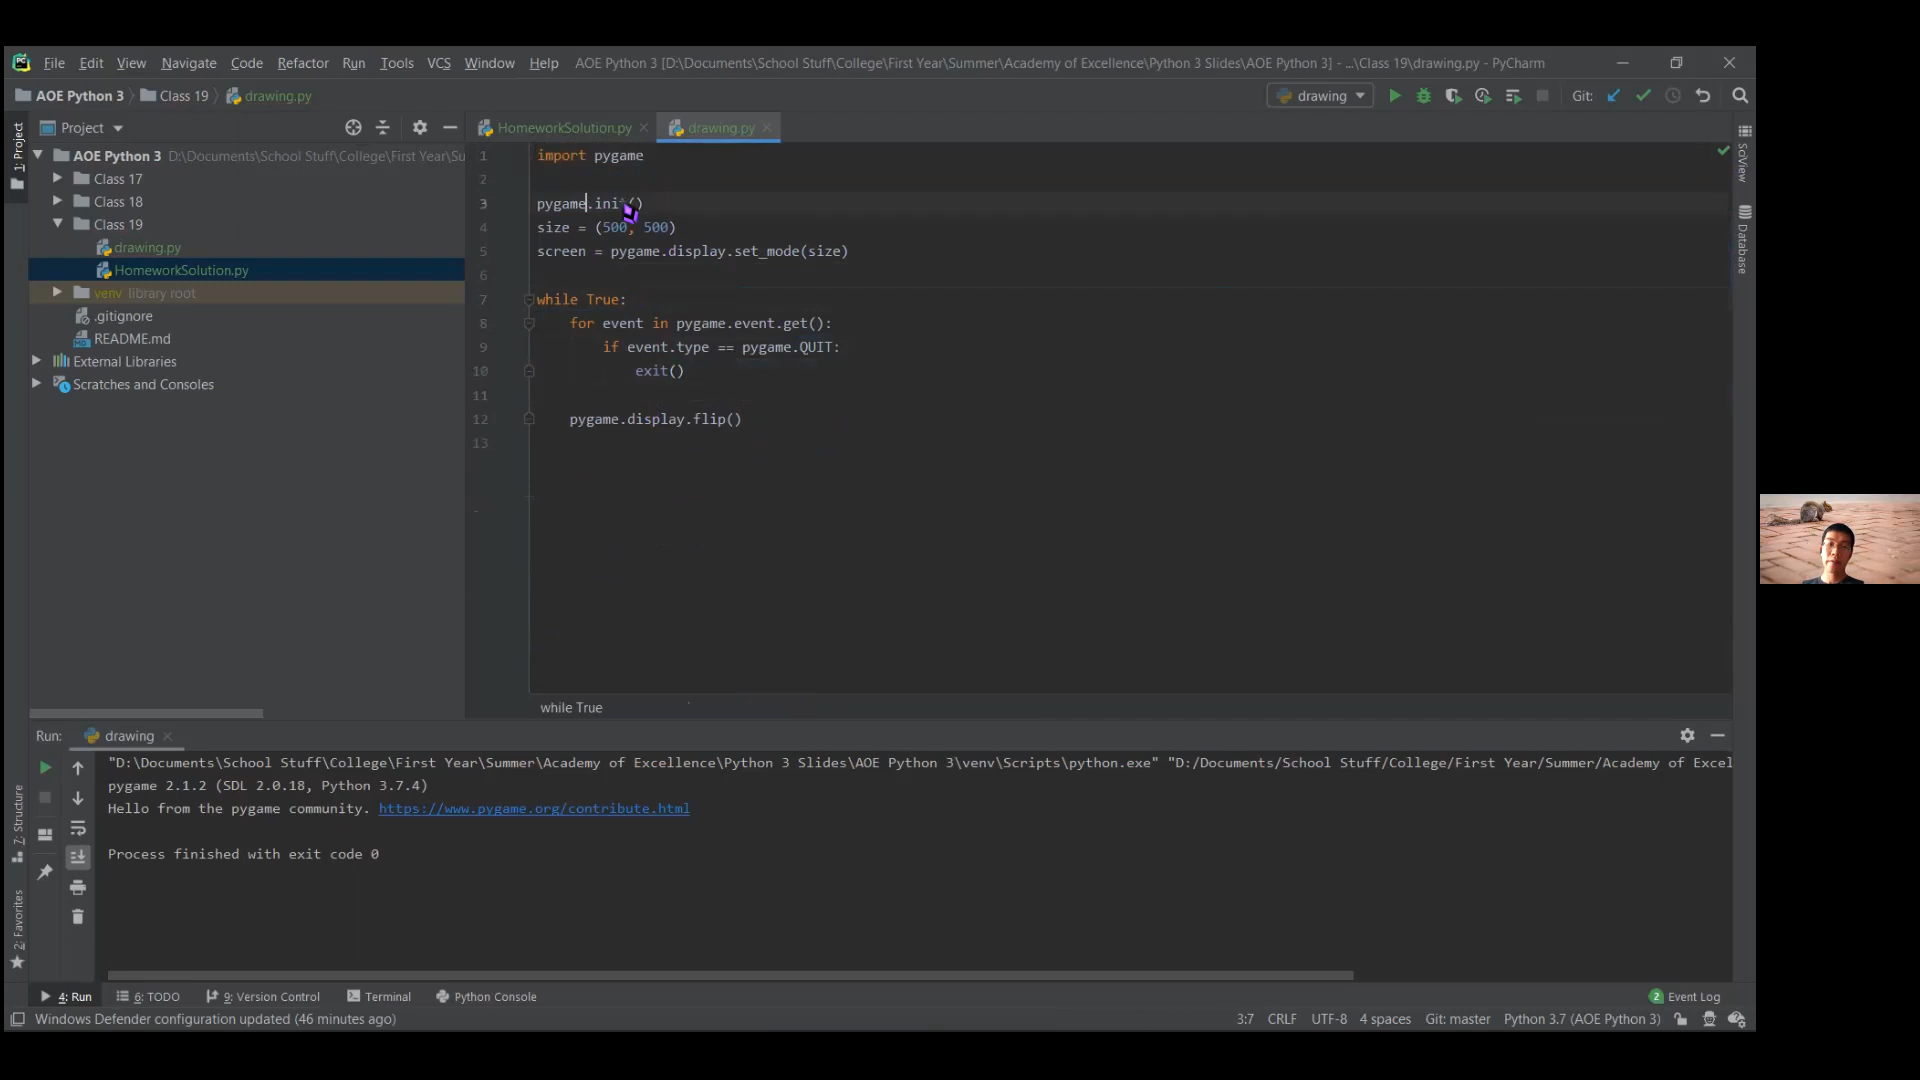 File Edit View Navigate Code Refactor Run Tools VCS Window Help AOE Python 3 [D:\Documents\School Stuff\College\First Year\Summer\Academy of Excellence\Python 3 Slides\AOE Python 3] - ...\Class 19\drawing.py - PyCharm
AOE Python 3 Class 19 drawing.py drawing Git:
Project HomeworkSolution.py drawing.py
1: Project
AOE Python 3 D:\Documents\School Stuff\College\First Year\Su
Class 17
Class 18
Class 19
drawing.py
HomeworkSolution.py
venv library root
.gitignore
README.md
External Libraries
Scratches and Consoles
1 import pygame
2
3 pygame.init()
4 size = (500, 500)
5 screen = pygame.display.set_mode(size)
6
7 while True:
8 for event in pygame.event.get():
9 if event.type == pygame.QUIT:
10 exit()
11
12 pygame.display.flip()
13
while True
SciView
Database
Run: drawing
"D:\Documents\School Stuff\College\First Year\Summer\Academy of Excellence\Python 3 Slides\AOE Python 3\venv\Scripts\python.exe" "D:/Documents/School Stuff/College/First Year/Summer/Academy of Excel
pygame 2.1.2 (SDL 2.0.18, Python 3.7.4)
Hello from the pygame community. https://www.pygame.org/contribute.html
Process finished with exit code 0
7: Structure
2: Favorites
4: Run 6: TODO 9: Version Control Terminal Python Console 2 Event Log
Windows Defender configuration updated (46 minutes ago) 3:7 CRLF UTF-8 4 spaces Git: master Python 3.7 (AOE Python 3)